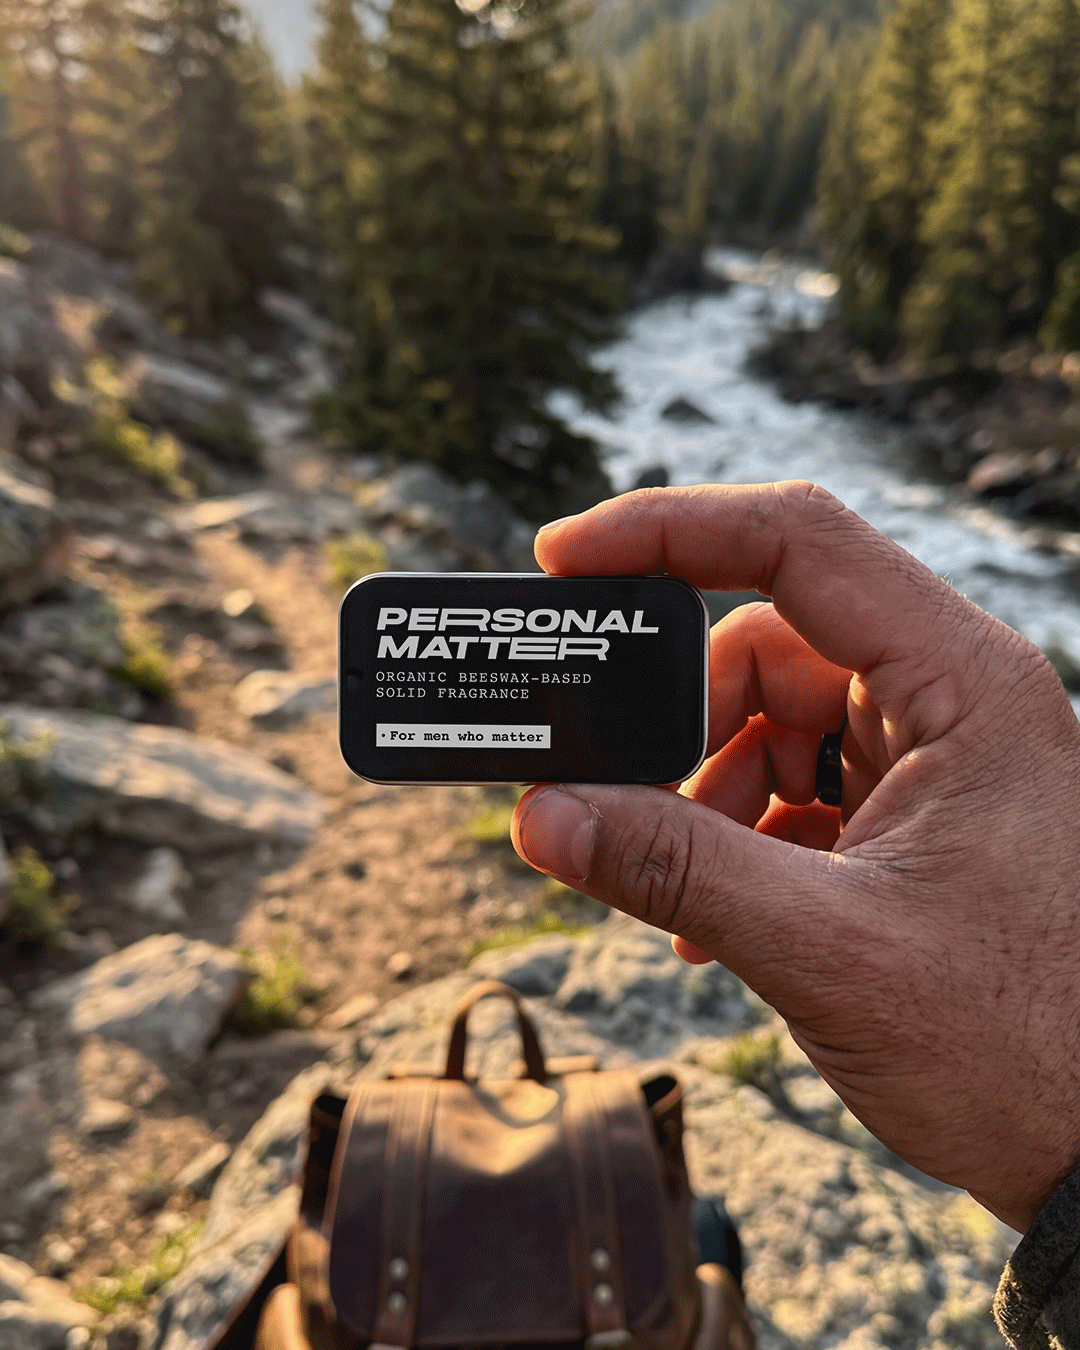 PERSONAL
MATTER
ORGANIC BEESWAX-BASED
SOLID FRAGRANCE
· For men who matter